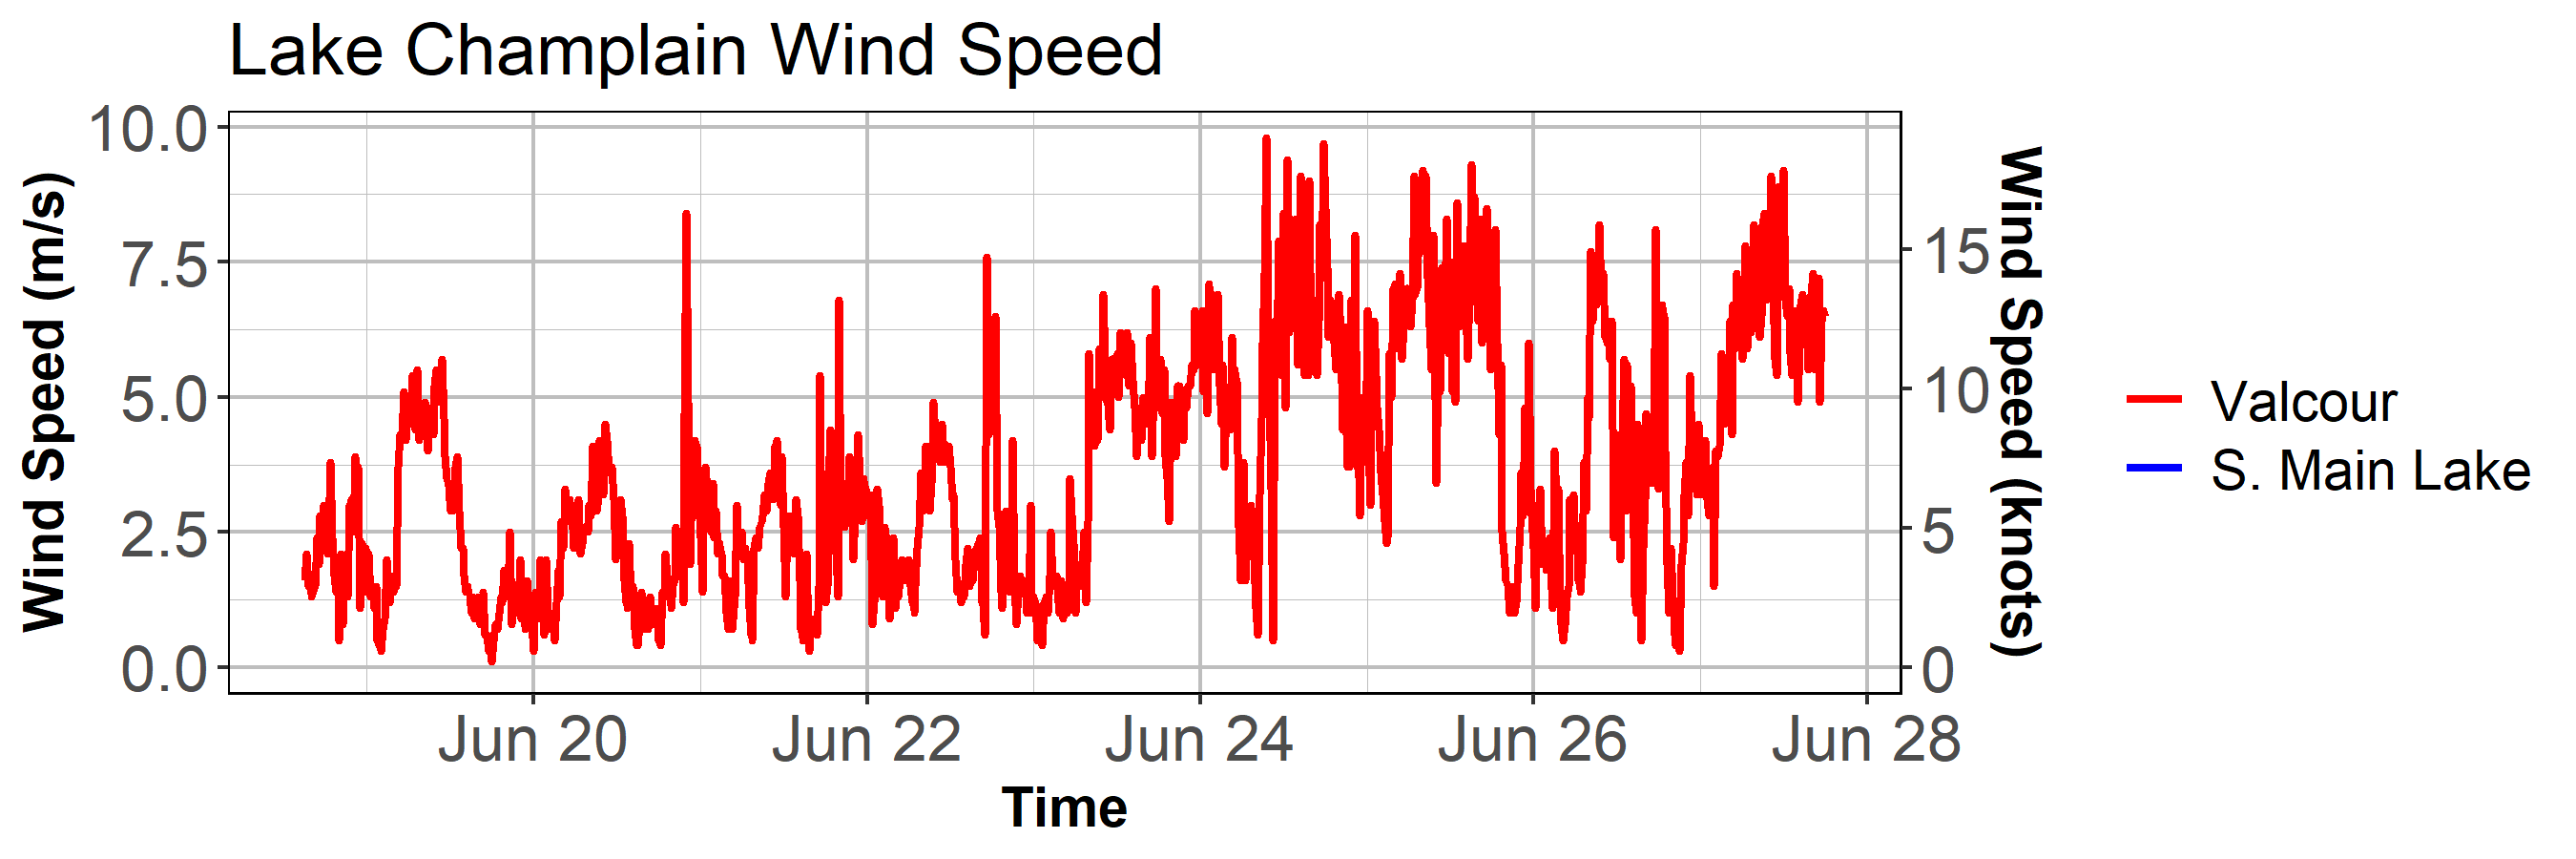 Lake Champlain Wind Speed
Wind Speed (m/s)
10.0
7.5
5.0
2.5
0.0
15
10
5
0
Wind Speed (knots)
Jun 20
Jun 22
Jun 24
Jun 26
Jun 28
Time
Valcour
S. Main Lake